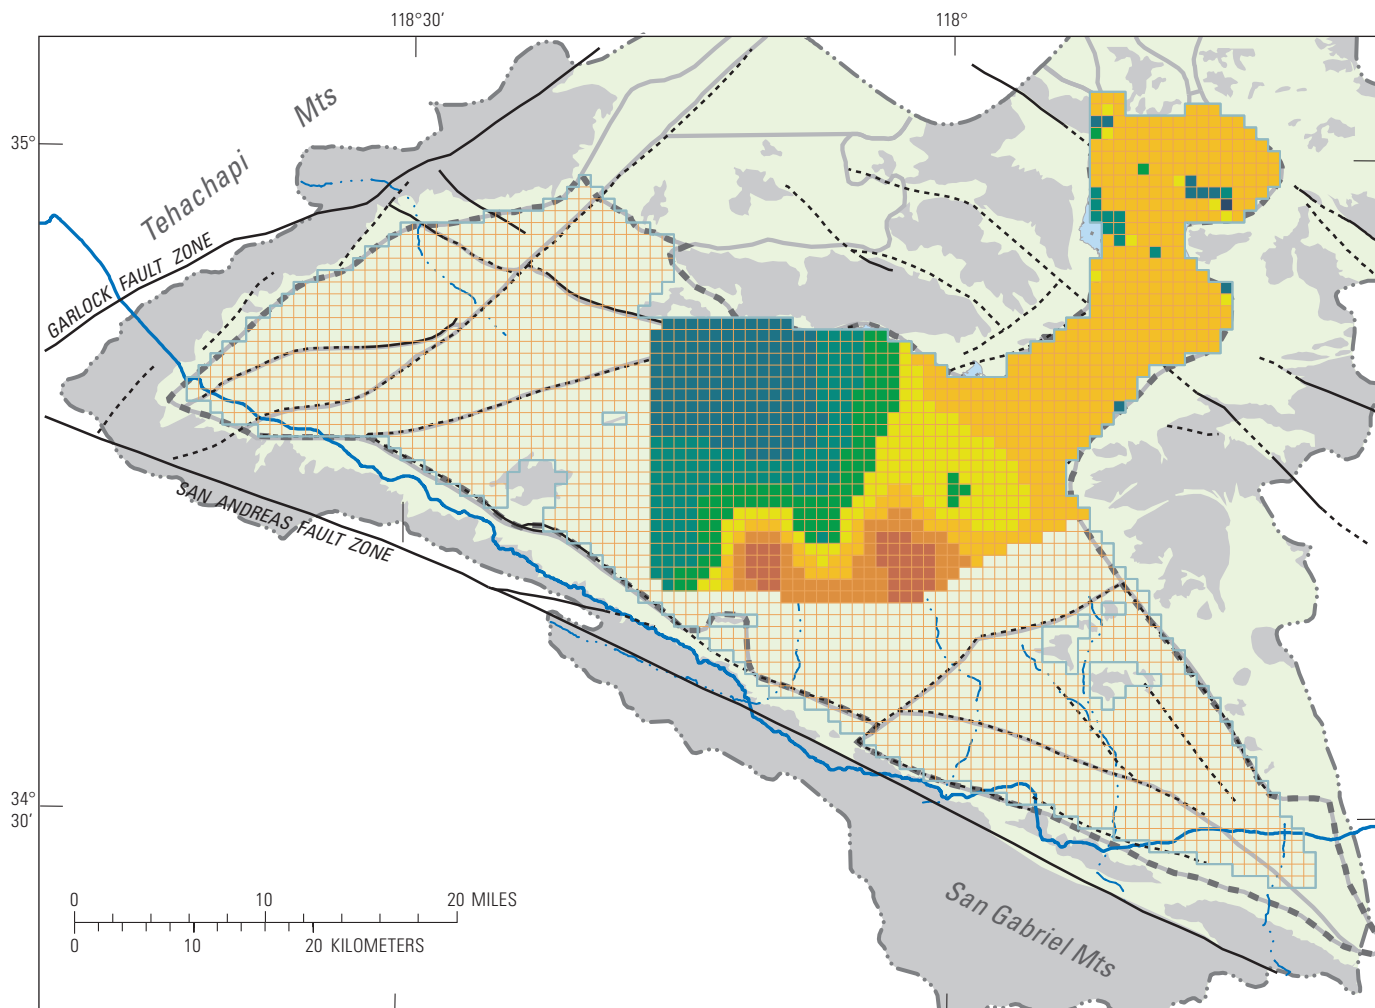 118°30′
118°
35°
Mts
Tehachapi
GARLOCK FAULT ZONE
SAN ANDREAS FAULT ZONE
34°
30′
0 10 20 MILES
0 10 20 KILOMETERS
San Gabriel Mts